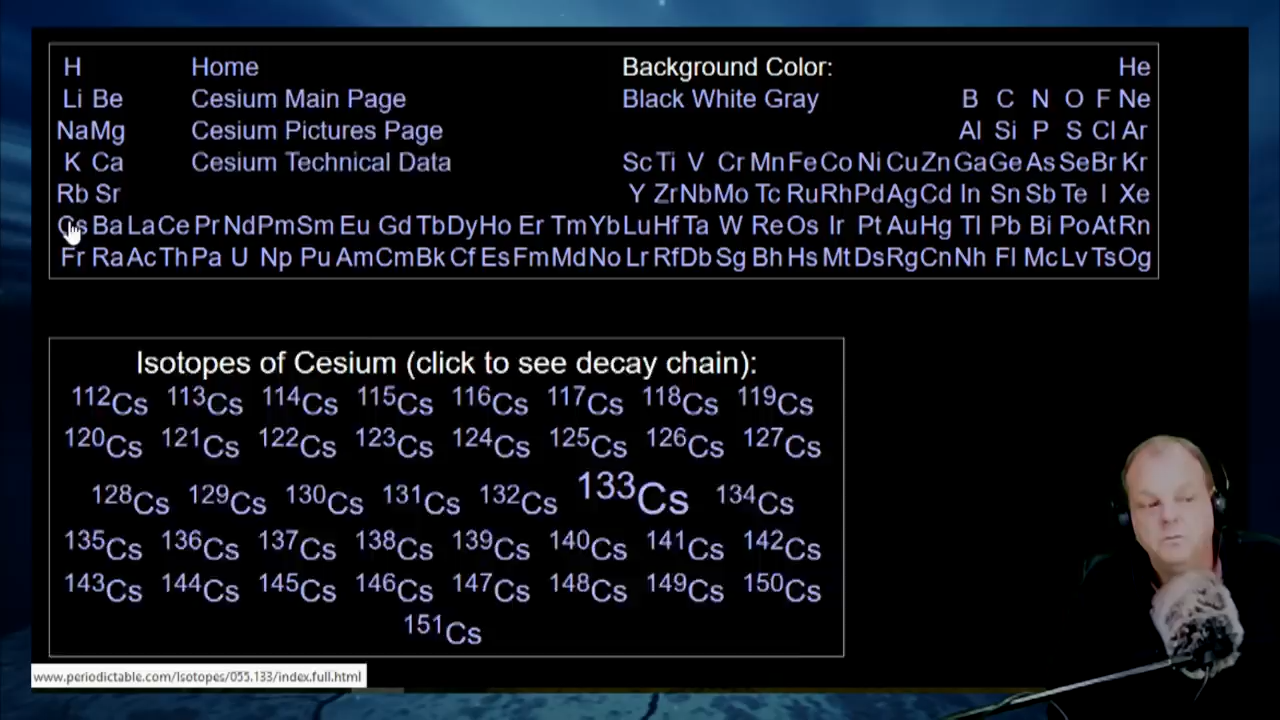 H Home Background Color: He
Li Be Cesium Main Page Black White Gray B C N O F Ne
Na Mg Cesium Pictures Page Al Si P S Cl Ar
K Ca Cesium Technical Data Sc Ti V Cr Mn Fe Co Ni Cu Zn Ga Ge As Se Br Kr
Rb Sr Y Zr Nb Mo Tc Ru Rh Pd Ag Cd In Sn Sb Te I Xe
Cs Ba La Ce Pr Nd Pm Sm Eu Gd Tb Dy Ho Er Tm Yb Lu Hf Ta W Re Os Ir Pt Au Hg Tl Pb Bi Po At Rn
Fr Ra Ac Th Pa U Np Pu Am Cm Bk Cf Es Fm Md No Lr Rf Db Sg Bh Hs Mt Ds Rg Cn Nh Fl Mc Lv Ts Og
Isotopes of Cesium (click to see decay chain):
112Cs 113Cs 114Cs 115Cs 116Cs 117Cs 118Cs 119Cs
120Cs 121Cs 122Cs 123Cs 124Cs 125Cs 126Cs 127Cs
128Cs 129Cs 130Cs 131Cs 132Cs 133Cs 134Cs
135Cs 136Cs 137Cs 138Cs 139Cs 140Cs 141Cs 142Cs
143Cs 144Cs 145Cs 146Cs 147Cs 148Cs 149Cs 150Cs
151Cs
www.periodictable.com/Isotopes/055.133/index.full.html